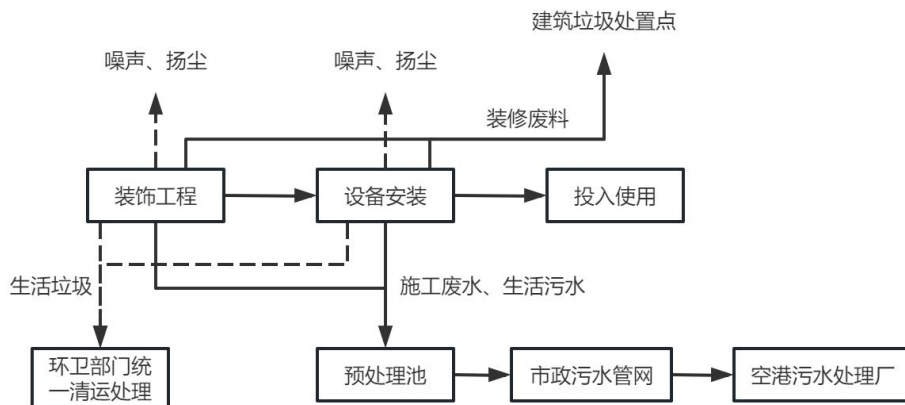 建筑垃圾处置点
噪声、扬尘
噪声、扬尘
装修废料
装饰工程
设备安装
投入使用
生活垃圾
施工废水、生活污水
环卫部门统
一清运处理
预处理池
市政污水管网
空港污水处理厂